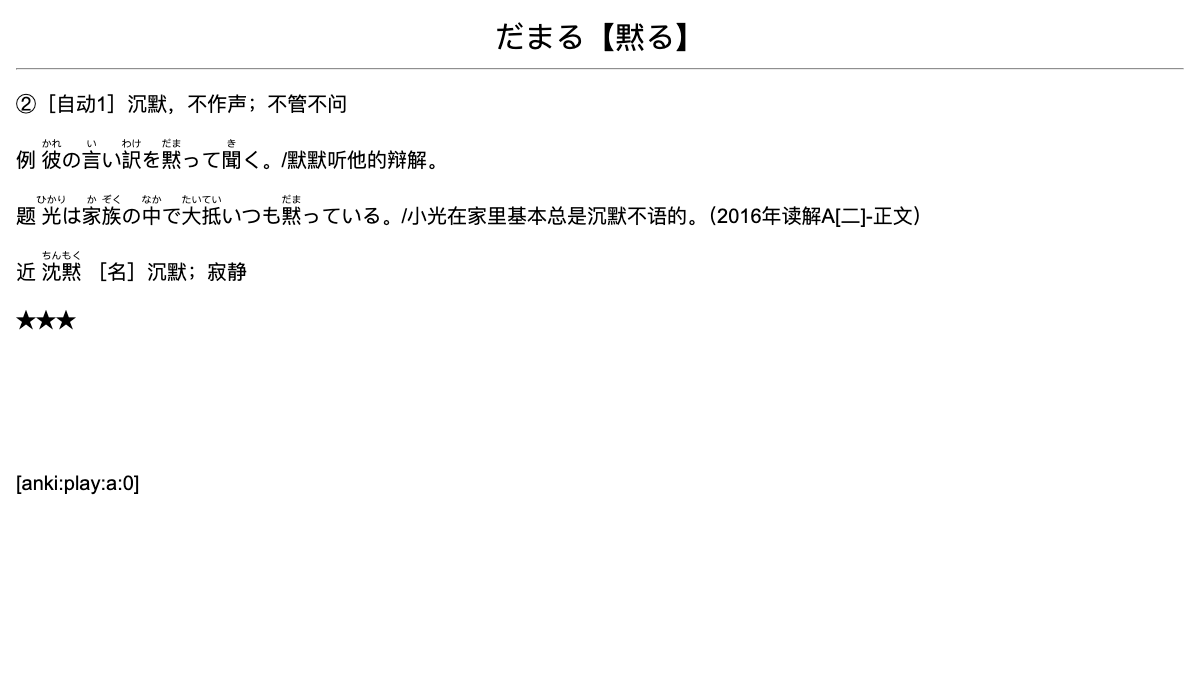 だまる【黙る】
②［自动1］沉默，不作声；不管不问
かれ い わけ だま き
例 彼の言い訳を黙って聞く。/默默听他的辩解。
ひかり か ぞく なか たいてい だま
题 光は家族の中で大抵いつも黙っている。/小光在家里基本总是沉默不语的。（2016年读解A[二]-正文）
ちんもく
近 沈黙 ［名］沉默；寂静
★★★
[anki:play:a:0]